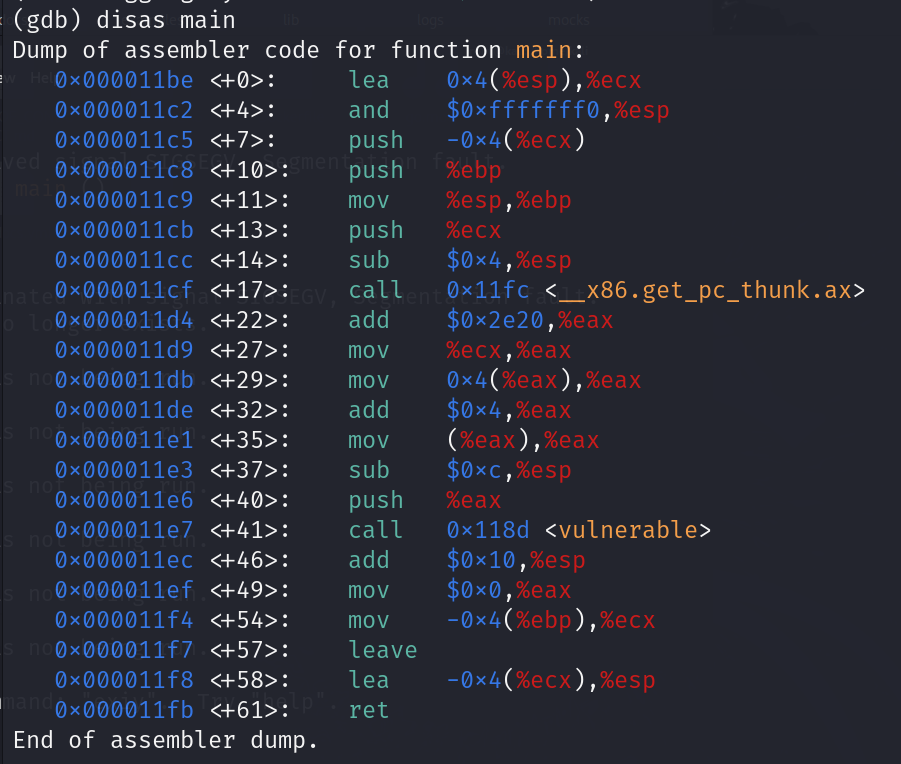 lib logs mocks
(gdb) disas main
Dump of assembler code for function main:
0x000011be <+0>: lea 0x4(%esp),%ecx
0x000011c2 <+4>: and $0xfffffff0,%esp
0x000011c5 <+7>: push -0x4(%ecx)
0x000011c8 <+10>: push %ebp
0x000011c9 <+11>: mov %esp,%ebp
0x000011cb <+13>: push %ecx
0x000011cc <+14>: sub $0x4,%esp
0x000011cf <+17>: call 0x11fc <__x86.get_pc_thunk.ax>
0x000011d4 <+22>: add $0x2e20,%eax
0x000011d9 <+27>: mov %ecx,%eax
0x000011db <+29>: mov 0x4(%eax),%eax
0x000011de <+32>: add $0x4,%eax
0x000011e1 <+35>: mov (%eax),%eax
0x000011e3 <+37>: sub $0xc,%esp
0x000011e6 <+40>: push %eax
0x000011e7 <+41>: call 0x118d <vulnerable>
0x000011ec <+46>: add $0x10,%esp
0x000011ef <+49>: mov $0x0,%eax
0x000011f4 <+54>: mov -0x4(%ebp),%ecx
0x000011f7 <+57>: leave
0x000011f8 <+58>: lea -0x4(%ecx),%esp
0x000011fb <+61>: ret
End of assembler dump.